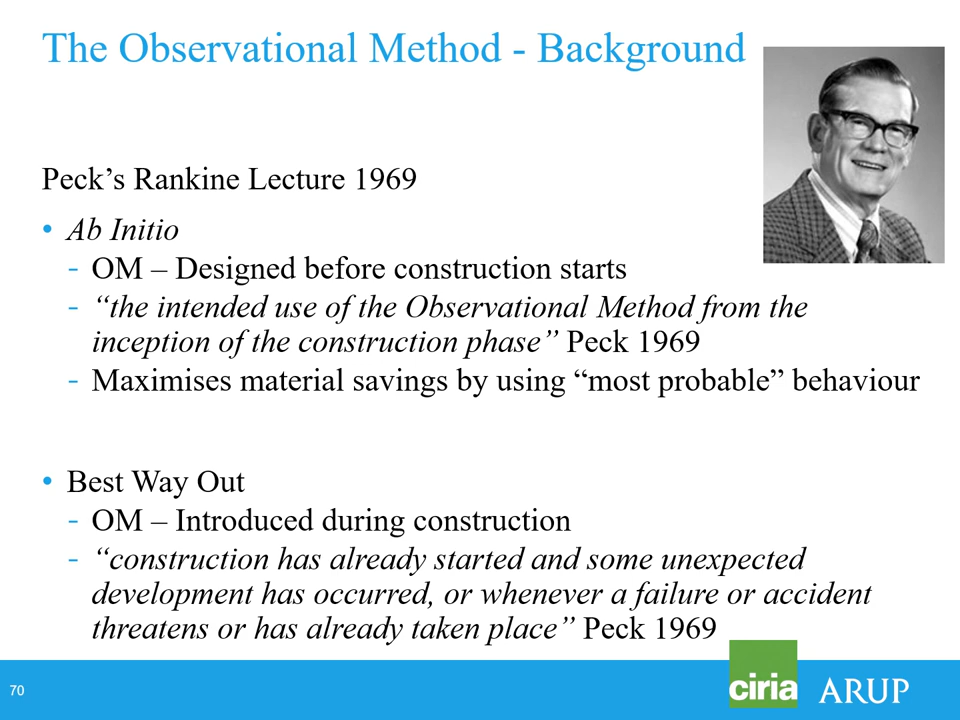 The Observational Method - Background
Peck’s Rankine Lecture 1969
• Ab Initio
- OM – Designed before construction starts
- “the intended use of the Observational Method from the
inception of the construction phase” Peck 1969
- Maximises material savings by using “most probable” behaviour
• Best Way Out
- OM – Introduced during construction
- “construction has already started and some unexpected
development has occurred, or whenever a failure or accident
threatens or has already taken place” Peck 1969
70
ciria
ARUP